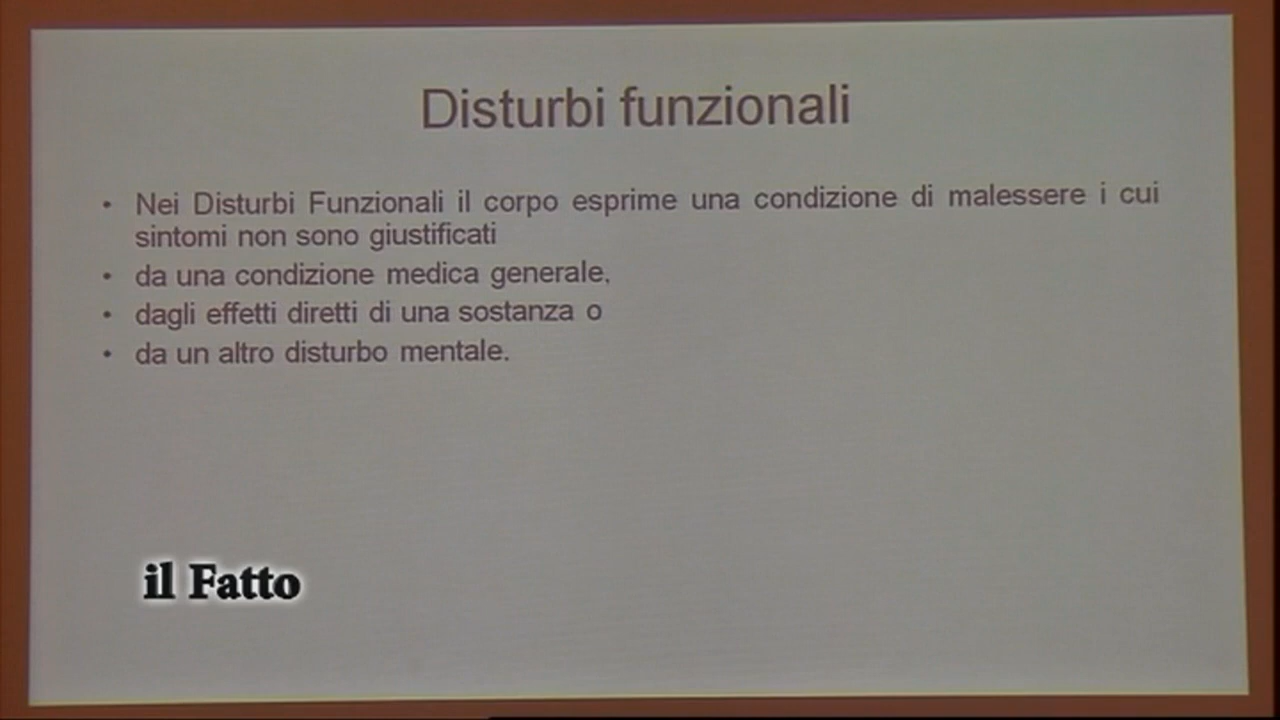 Disturbi funzionali
• Nei Disturbi Funzionali il corpo esprime una condizione di malessere i cui
sintomi non sono giustificati
• da una condizione medica generale,
• dagli effetti diretti di una sostanza o
• da un altro disturbo mentale.
il Fatto